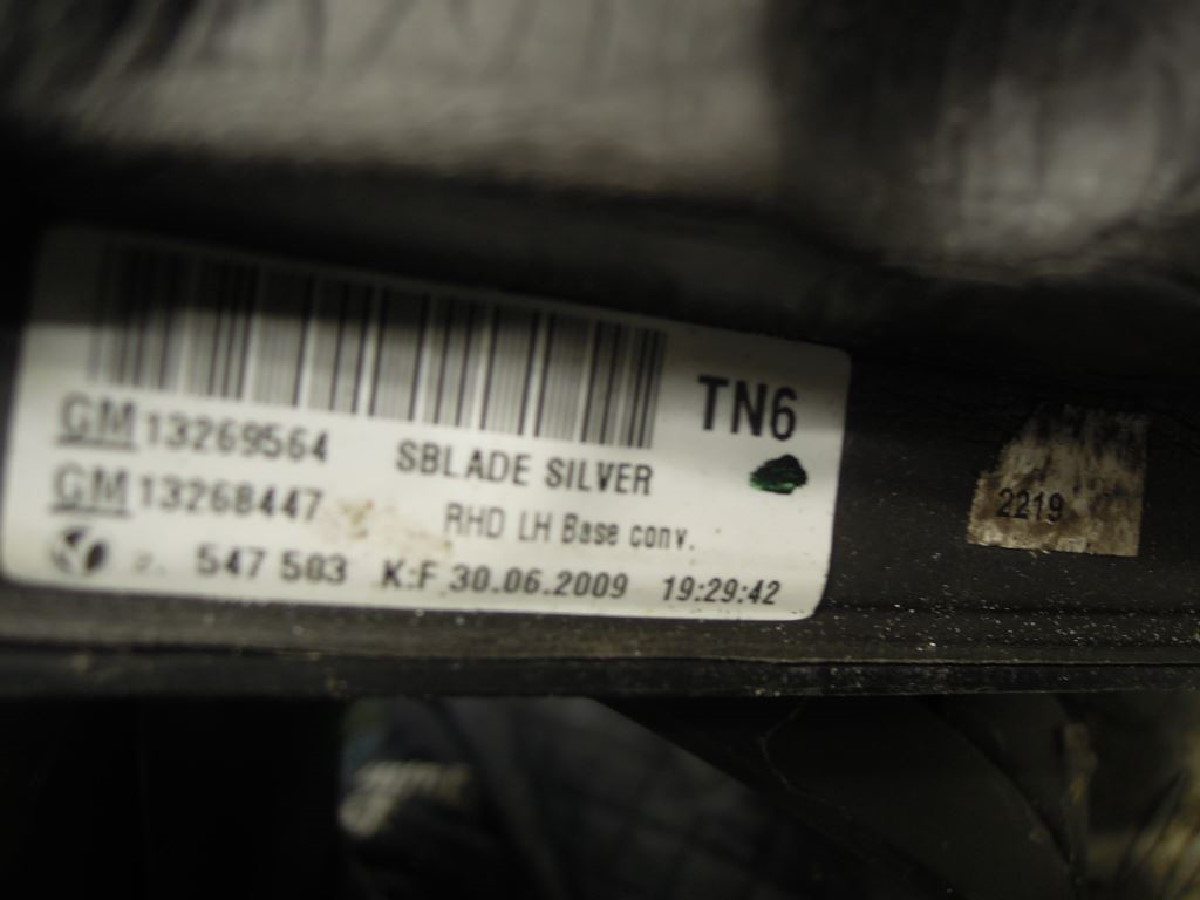 TN6
GM 13269564 SBLADE SILVER
GM 13268447 RHD LH Base conv.
547 503 K:F 30.06.2009 19:29:42
2219